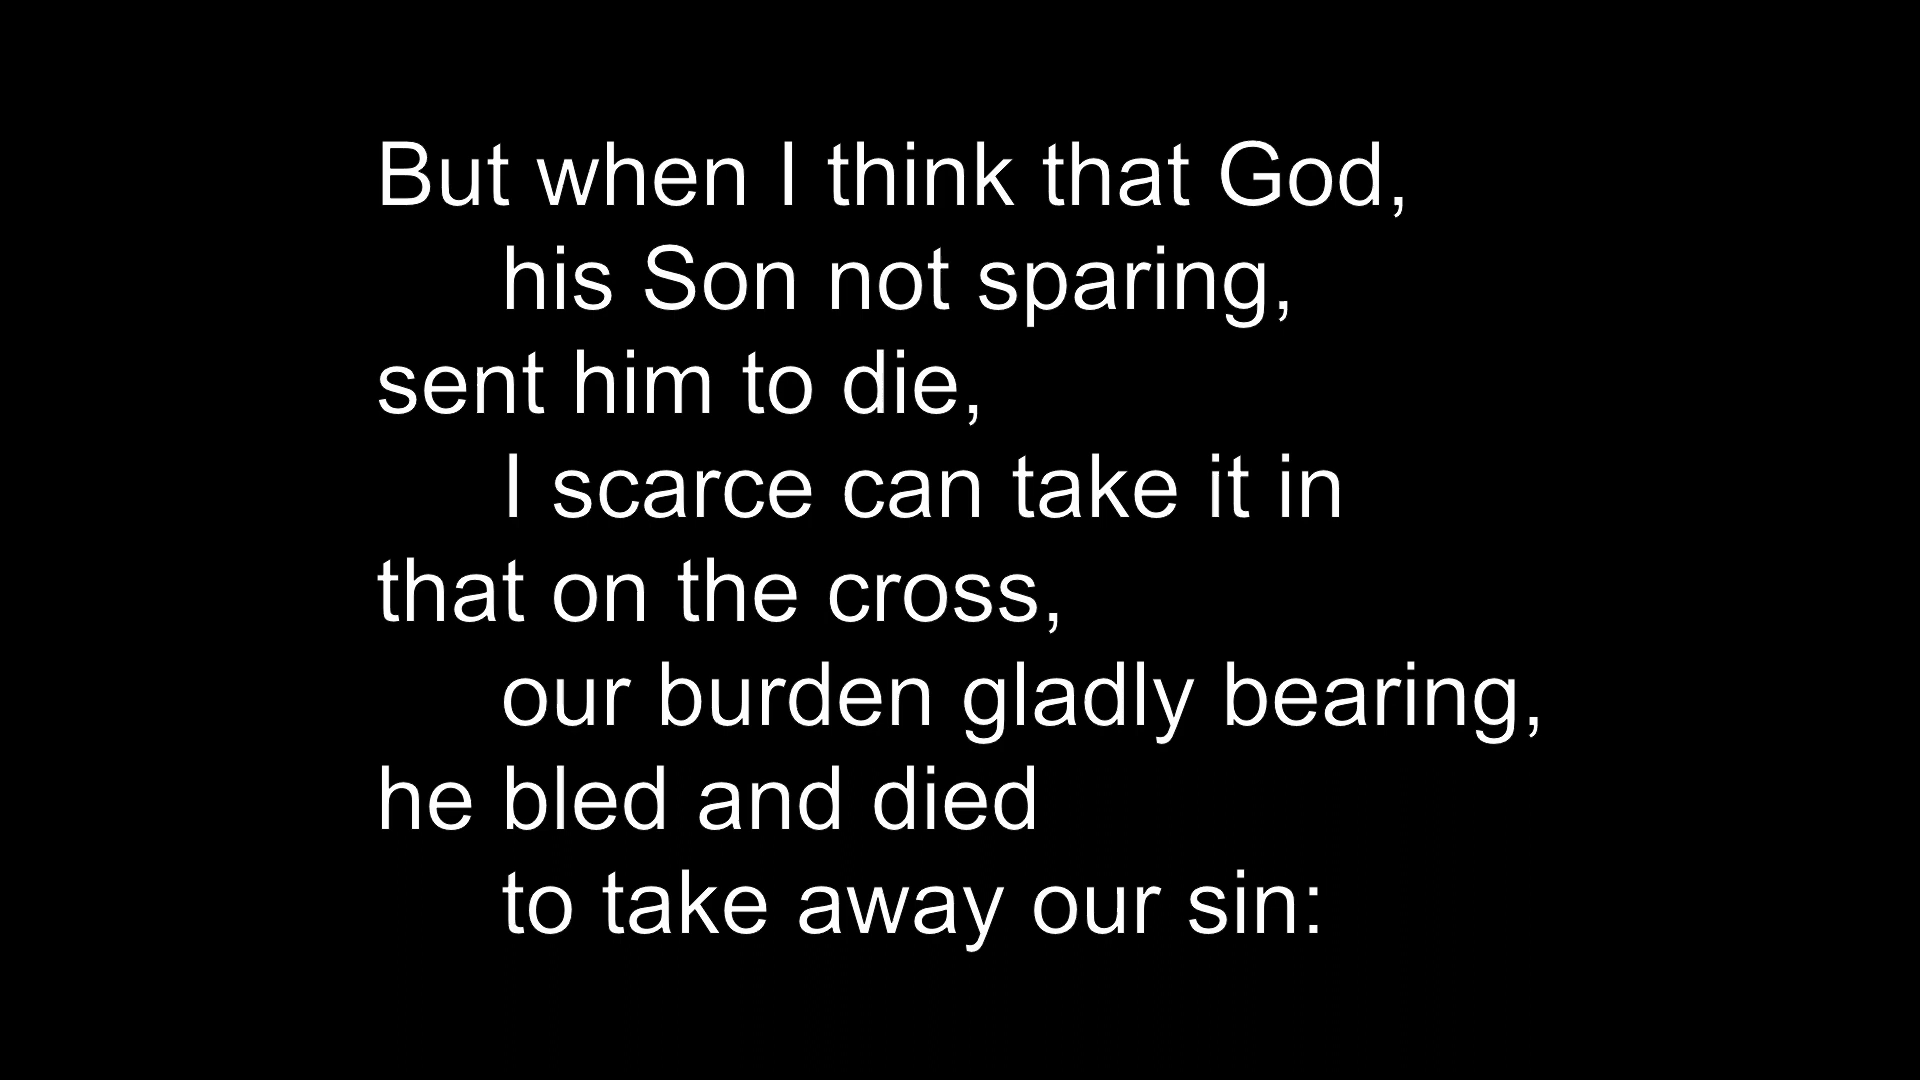 But when I think that God,
his Son not sparing,
sent him to die,
I scarce can take it in
that on the cross,
our burden gladly bearing,
he bled and died
to take away our sin: